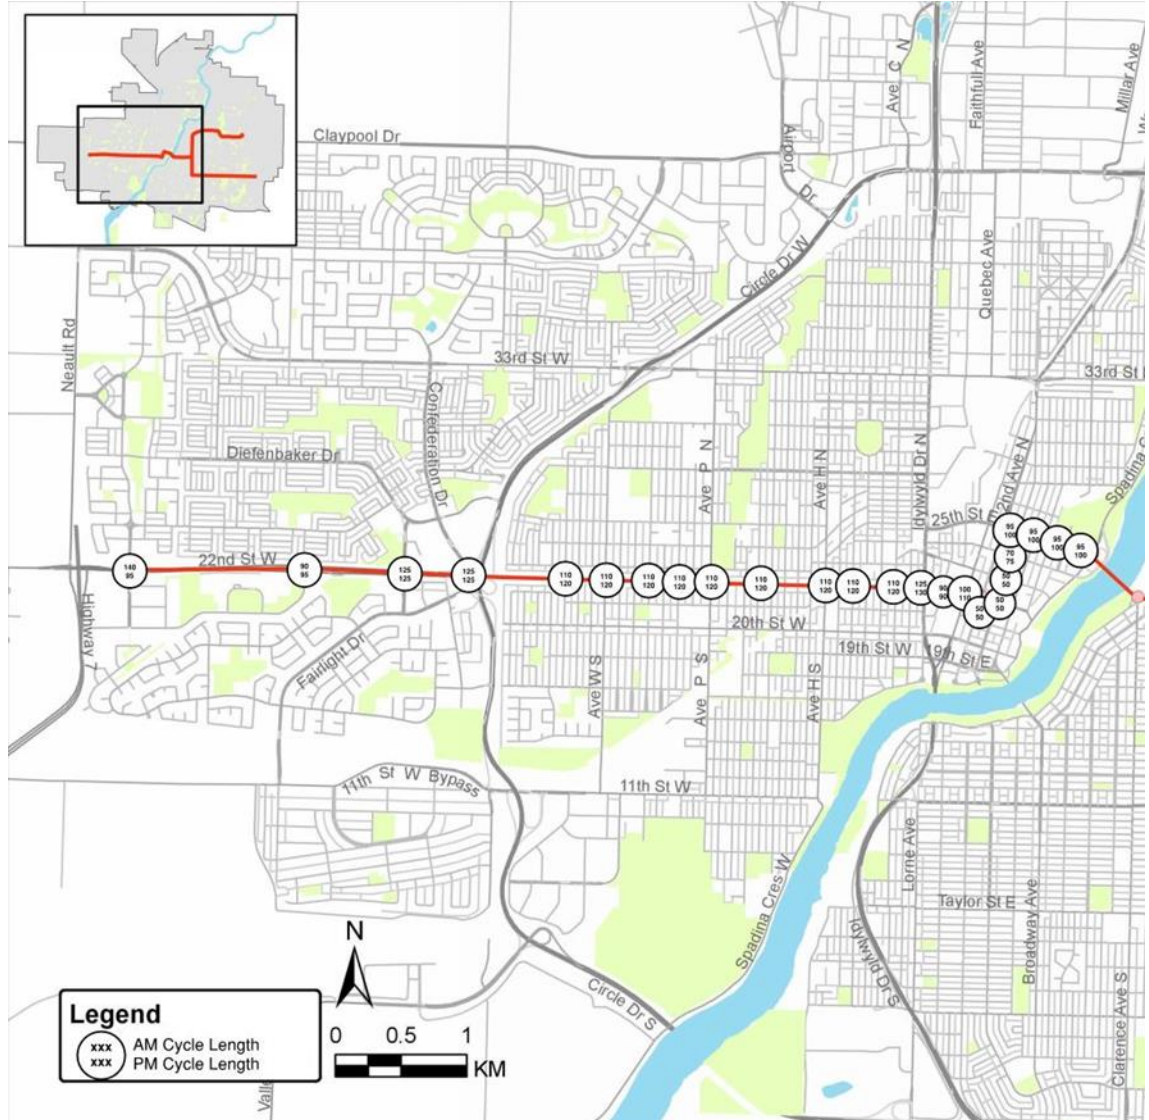 Claypool Dr
Airport
Dr
Ave C N
Faithfull Ave
Millar Ave
Circle Dr W
Quebec Ave
Neault Rd
33rd St W
33rd St
Confederation Dr
Diefenbaker Dr
Ave P N
Ave H N
Idylwyld Dr N
2nd Ave N
25th St E
Spadina C
22nd St W
140
95
90
95
125
125
125
125
110
120
110
120
110
120
110
120
110
120
110
120
110
120
110
120
110
120
125
130
90
90
100
110
50
50
50
50
50
50
70
75
95
100
95
100
95
100
95
100
Highway 7
Fairlight Dr
20th St W
19th St W
19th St E
Ave W S
Ave P S
Ave H S
11th St W Bypass
11th St W
Lorne Ave
Taylor St E
Broadway Ave
Spadina Cres W
Idylwyld Dr S
Clarence Ave S
Circle Dr S
N
0 0.5 1
KM
Legend
xxx AM Cycle Length
xxx PM Cycle Length
Valle